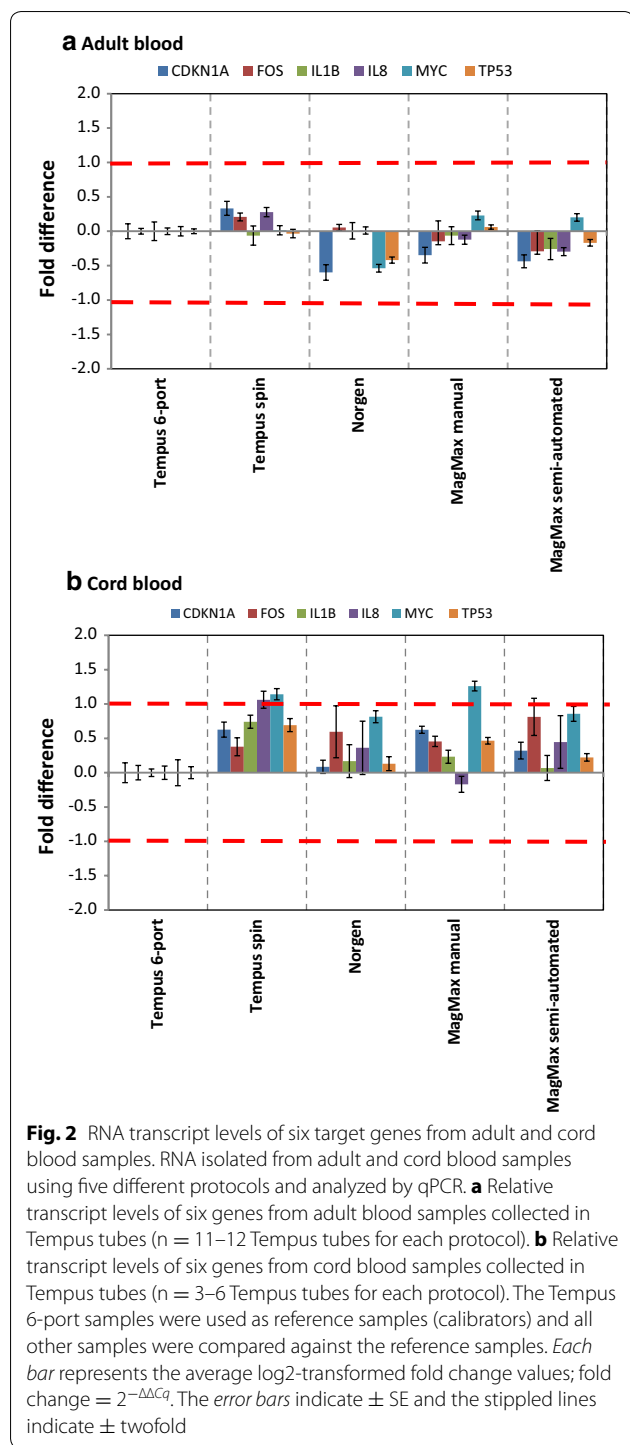 a Adult blood
CDKN1A FOS IL1B IL8 MYC TP53
2.0
1.5
1.0
0.5
0.0
-0.5
-1.0
-1.5
-2.0
Fold difference
Tempus 6-port
Tempus spin
Norgen
MagMax manual
MagMax semi-automated
b Cord blood
CDKN1A FOS IL1B IL8 MYC TP53
2.0
1.5
1.0
0.5
0.0
-0.5
-1.0
-1.5
-2.0
Fold difference
Tempus 6-port
Tempus spin
Norgen
MagMax manual
MagMax semi-automated
Fig. 2 RNA transcript levels of six target genes from adult and cord
blood samples. RNA isolated from adult and cord blood samples
using five different protocols and analyzed by qPCR. a Relative
transcript levels of six genes from adult blood samples collected in
Tempus tubes (n = 11–12 Tempus tubes for each protocol). b Relative
transcript levels of six genes from cord blood samples collected in
Tempus tubes (n = 3–6 Tempus tubes for each protocol). The Tempus
6-port samples were used as reference samples (calibrators) and all
other samples were compared against the reference samples. Each
bar represents the average log2-transformed fold change values; fold
change = 2^−ΔΔCq. The error bars indicate ± SE and the stippled lines
indicate ± twofold